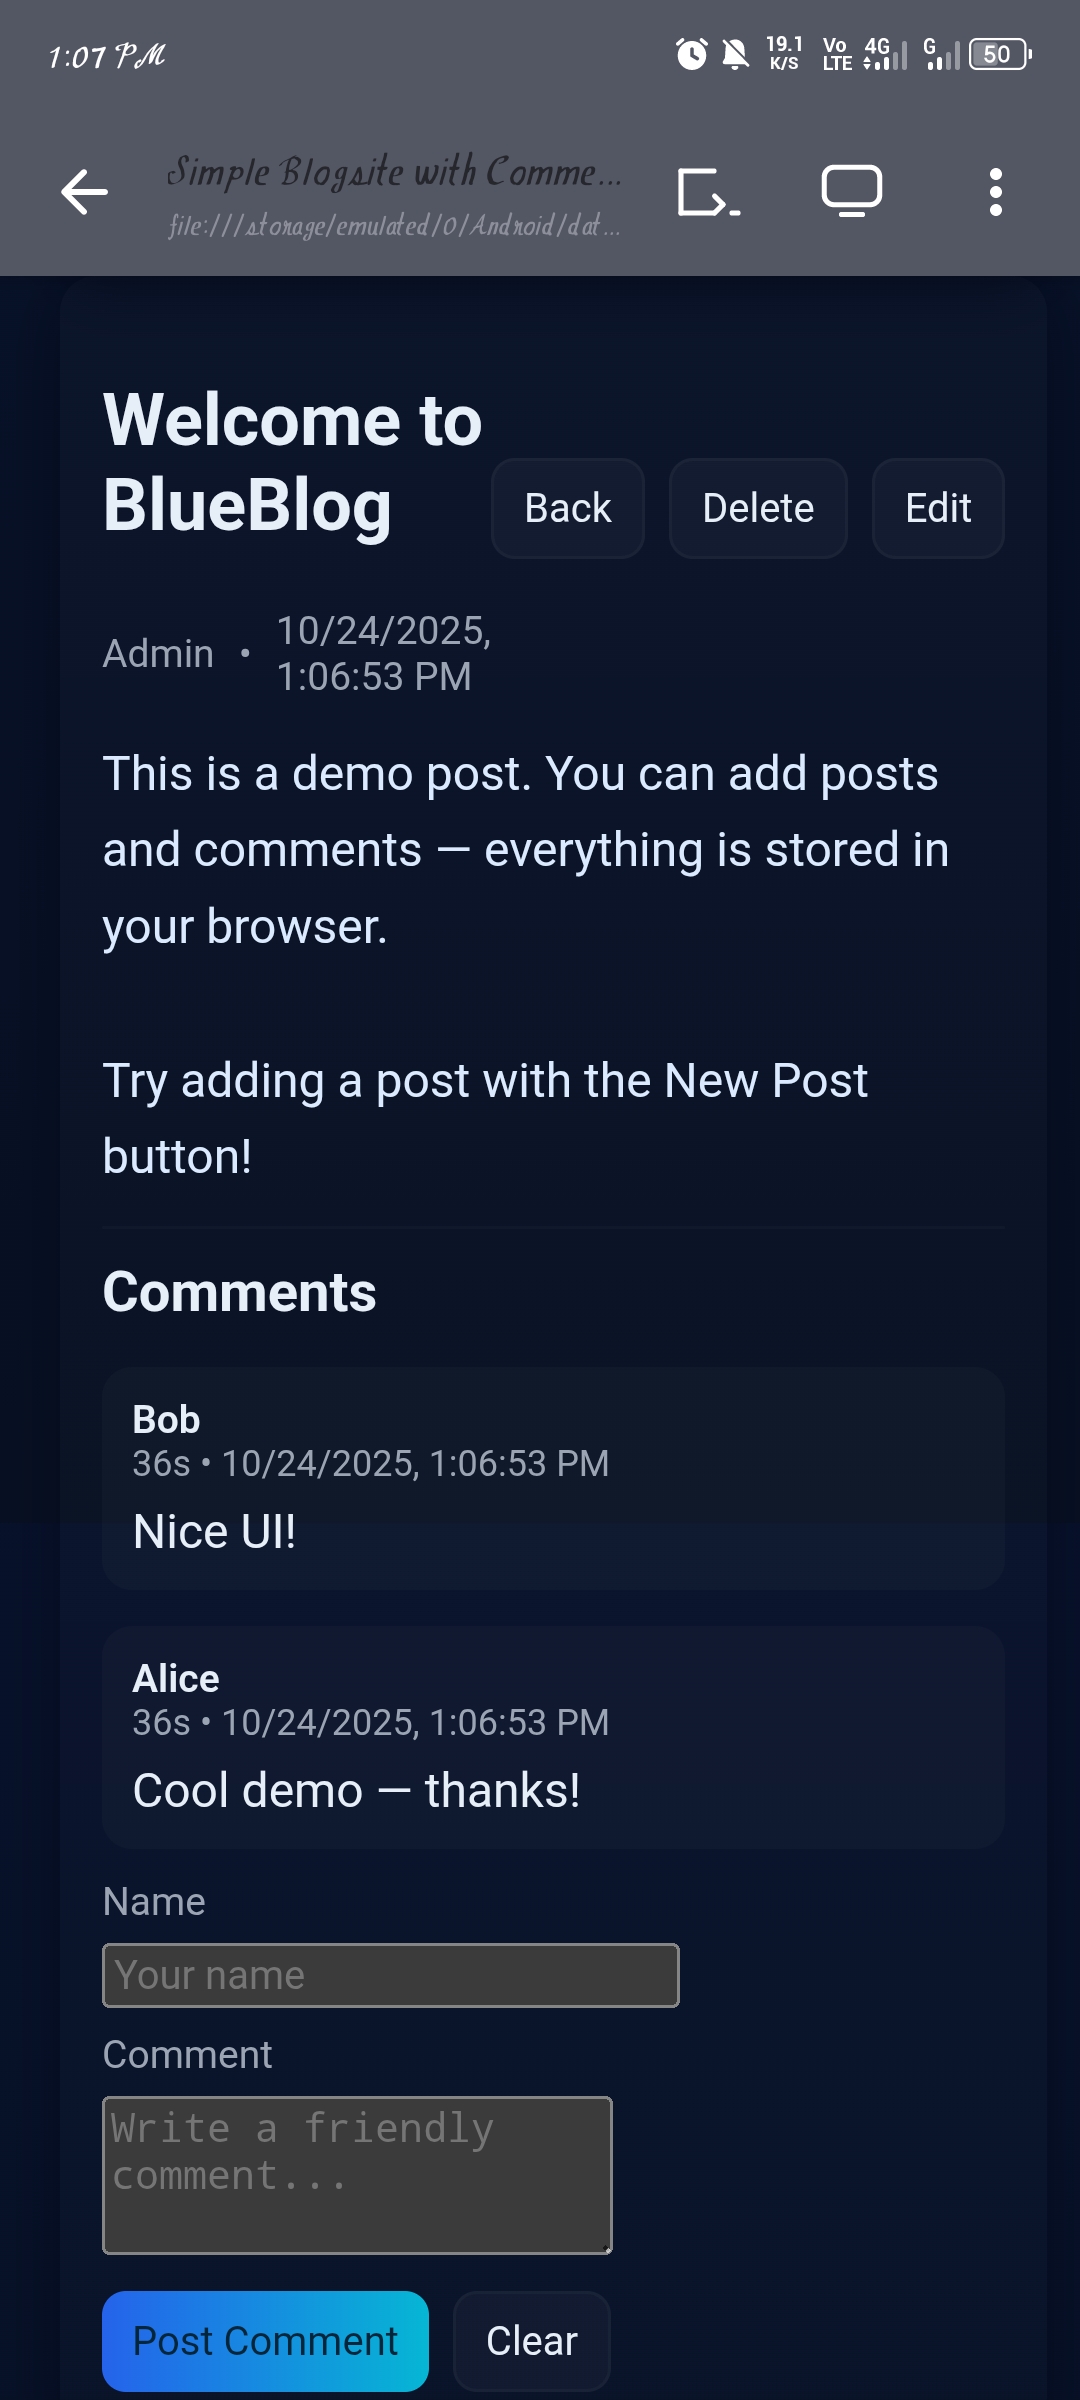 1:07 PM
19.1 K/S
Vo LTE
4G
G
50
Simple Blogsite with Comme...
file:///storage/emulated/0/Android/dat...
Welcome to
BlueBlog
Back
Delete
Edit
Admin •
10/24/2025,
1:06:53 PM
This is a demo post. You can add posts
and comments — everything is stored in
your browser.
Try adding a post with the New Post
button!
Comments
Bob
36s • 10/24/2025, 1:06:53 PM
Nice UI!
Alice
36s • 10/24/2025, 1:06:53 PM
Cool demo — thanks!
Name
Your name
Comment
Write a friendly
comment...
Post Comment
Clear